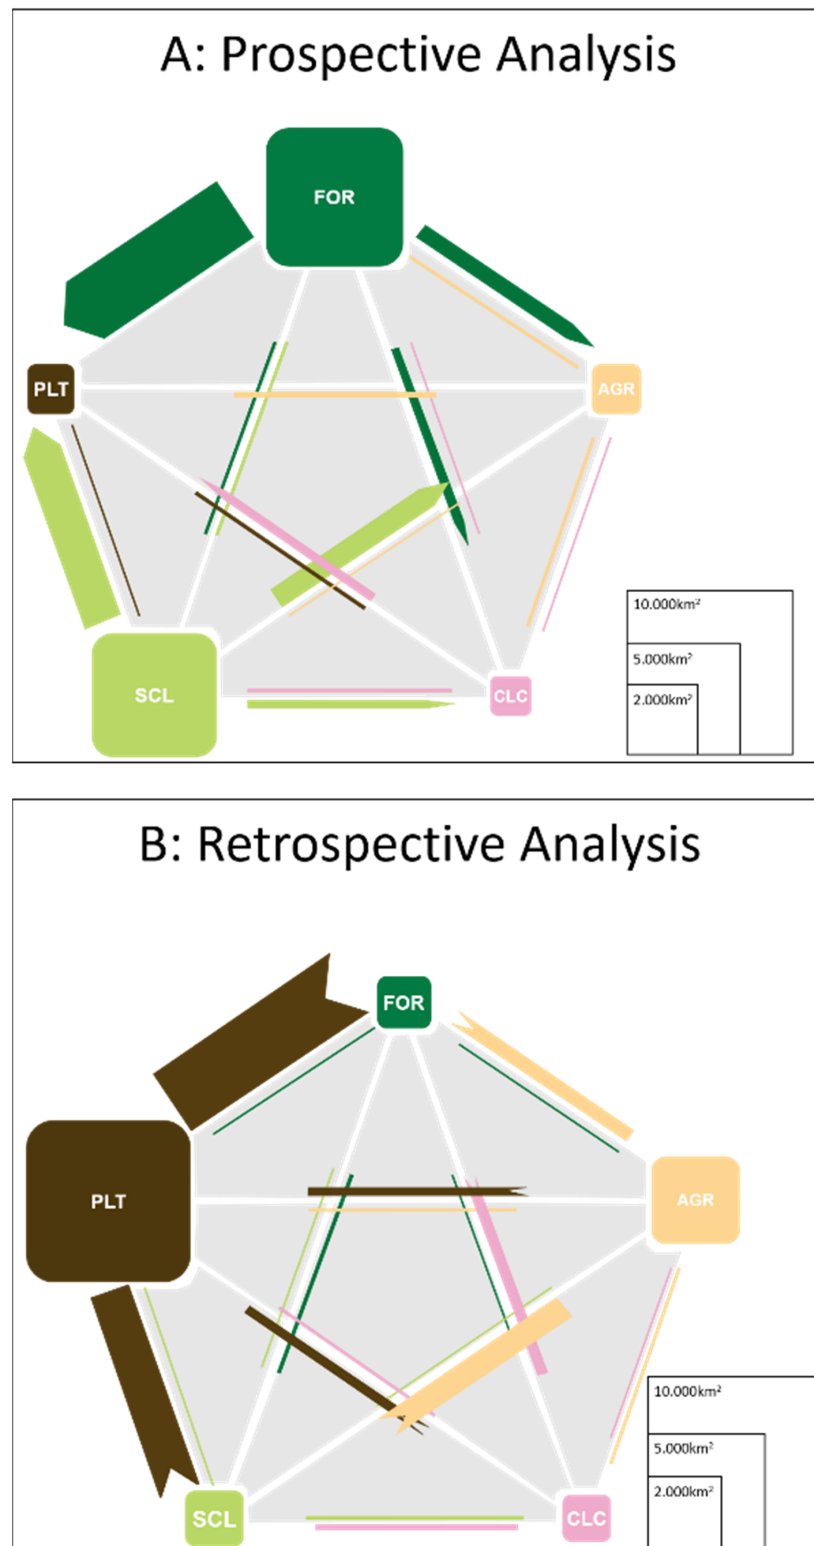 A: Prospective Analysis
FOR
PLT
AGR
SCL
CLC
10.000km²
5.000km²
2.000km²
B: Retrospective Analysis
FOR
PLT
AGR
SCL
CLC
10.000km²
5.000km²
2.000km²